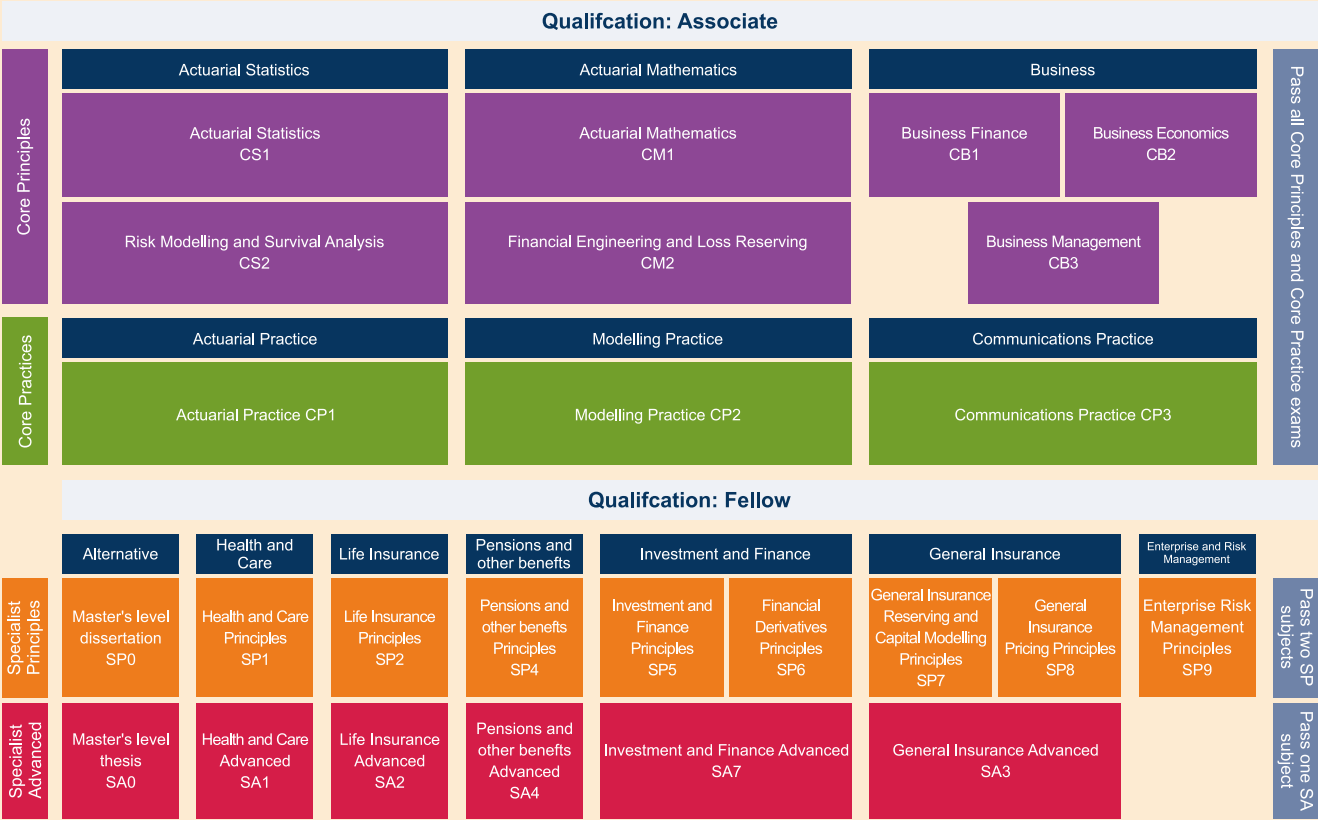 Qualifcation: Associate
Core Principles
Actuarial Statistics
Actuarial Mathematics
Business
Pass all Core Principles and Core Practice exams
Actuarial Statistics
CS1
Actuarial Mathematics
CM1
Business Finance
CB1
Business Economics
CB2
Risk Modelling and Survival Analysis
CS2
Financial Engineering and Loss Reserving
CM2
Business Management
CB3
Core Practices
Actuarial Practice
Modelling Practice
Communications Practice
Actuarial Practice CP1
Modelling Practice CP2
Communications Practice CP3
Qualifcation: Fellow
Alternative
Health and
Care
Life Insurance
Pensions and
other benefts
Investment and Finance
General Insurance
Enterprise and Risk
Management
Specialist
Principles
Master's level
dissertation
SP0
Health and Care
Principles
SP1
Life Insurance
Principles
SP2
Pensions and
other benefts
Principles
SP4
Investment and
Finance
Principles
SP5
Financial
Derivatives
Principles
SP6
General Insurance
Reserving and
Capital Modelling
Principles
SP7
General
Insurance
Pricing Principles
SP8
Enterprise Risk
Management
Principles
SP9
Pass two SP
subjects
Specialist
Advanced
Master's level
thesis
SA0
Health and Care
Advanced
SA1
Life Insurance
Advanced
SA2
Pensions and
other benefts
Advanced
SA4
Investment and Finance Advanced
SA7
General Insurance Advanced
SA3
Pass one SA
subject